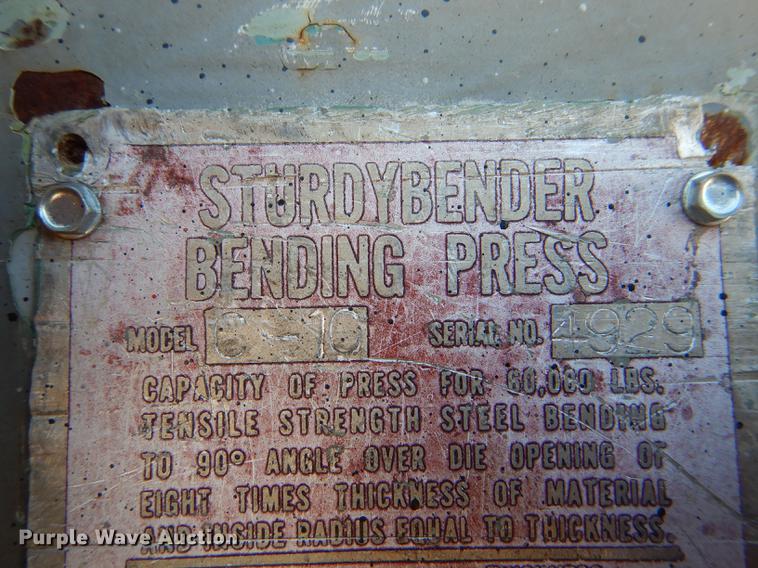 STURDYBENDER
BENDING PRESS
MODEL C-10 SERIAL NO. 4929
CAPACITY OF PRESS FOR 60,000 LBS.
TENSILE STRENGTH STEEL BENDING
TO 90° ANGLE OVER DIE OPENING OF
EIGHT TIMES THICKNESS OF MATERIAL
AND INSIDE RADIUS EQUAL TO THICKNESS.
Purple Wave Auction